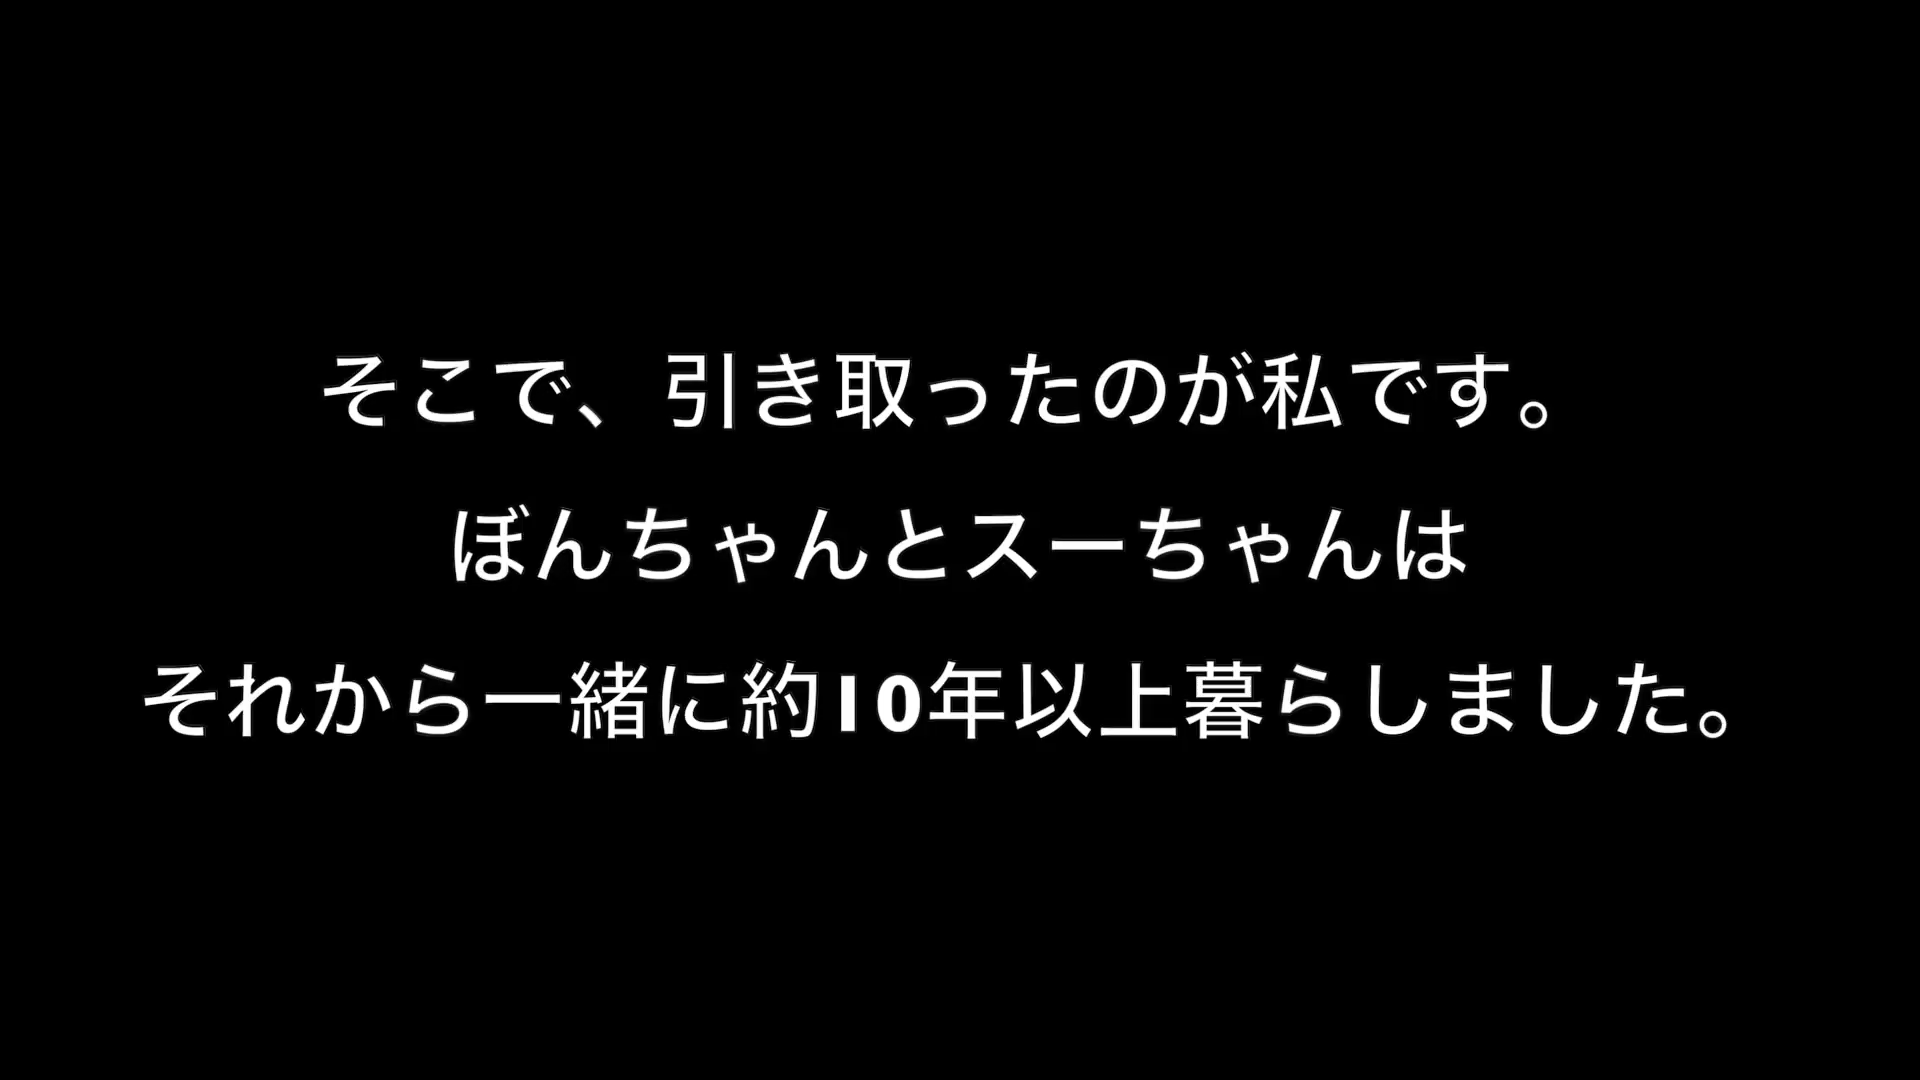 そこで、引き取ったのが私です。
ぼんちゃんとスーちゃんは
それから一緒に約10年以上暮らしました。